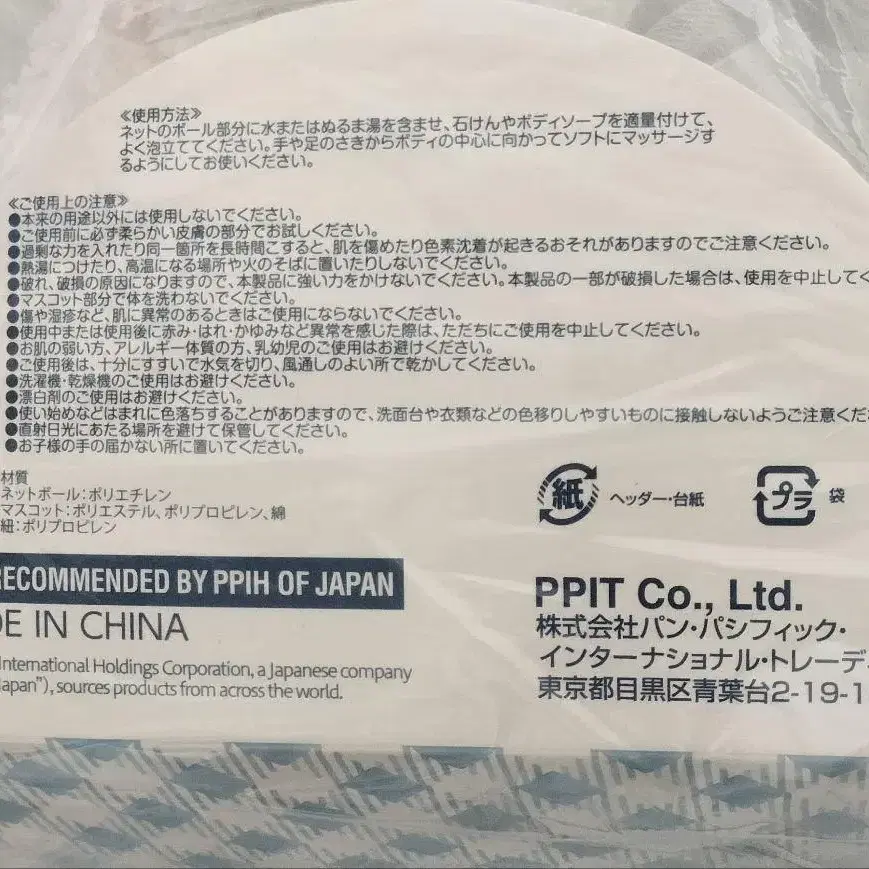 《使用方法》
ネットのボール部分に水またはぬるま湯を含ませ、石けんやボディソープを適量付けて、
よく泡立ててください。手や足のさきからボディの中心に向かってソフトにマッサージす
るようにしてお使いください。
《ご使用上の注意》
●本来の用途以外には使用しないでください。
●ご使用前に必ず柔らかい皮膚の部分でお試しください。
●過剰な力を入れたり同一箇所を長時間こすると、肌を傷めたり色素沈着が起きるおそれがありますのでご注意ください。
●熱湯につけたり、高温になる場所や火のそばに置いたりしないでください。
●破れ、破損の原因になりますので、本製品に強い力をかけないでください。本製品の一部が破損した場合は、使用を中止してく
●マスコット部分で体を洗わないでください。
●傷や湿疹など、肌に異常のあるときはご使用にならないでください。
●使用中または使用後に赤み・はれ・かゆみなど異常を感じた際は、ただちにご使用を中止してください。
●お肌の弱い方、アレルギー体質の方、乳幼児のご使用はお避けください。
●ご使用後は、十分にすすいで水気を切り、風通しのよい所で乾かしてください。
●洗濯機・乾燥機のご使用はお避けください。
●漂白剤のご使用はお避けください。
●使い始めなどはまれに色落ちすることがありますので、洗面台や衣類などの色移りしやすいものに接触しないようご注意くだ
●直射日光にあたる場所を避けて保管してください。
●お子様の手の届かない所に置いてください。
材質
ネットボール：ポリエチレン
マスコット：ポリエステル、ポリプロピレン、綿
紐：ポリプロピレン
紙 ヘッダー・台紙
プラ 袋
RECOMMENDED BY PPIH OF JAPAN
DE IN CHINA
International Holdings Corporation, a Japanese company
Japan"), sources products from across the world.
PPIT Co., Ltd.
株式会社パン・パシフィック・
インターナショナル・トレーデ
東京都目黒区青葉台2-19-1